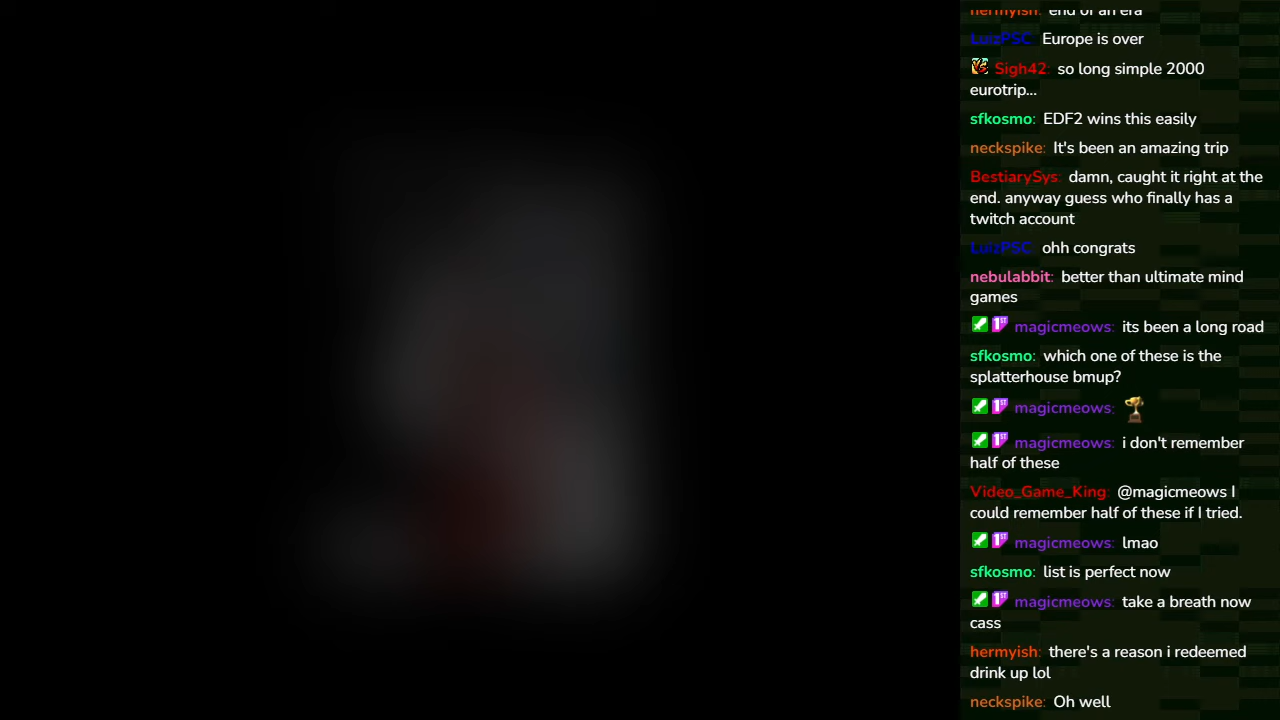 hermyish: end of an era
LuizPSC: Europe is over
Sigh42: so long simple 2000
eurotrip...
sfkosmo: EDF2 wins this easily
neckspike: It's been an amazing trip
BestiarySys: damn, caught it right at the
end. anyway guess who finally has a
twitch account
LuizPSC: ohh congrats
nebulabbit: better than ultimate mind
games
magicmeows: its been a long road
sfkosmo: which one of these is the
splatterhouse bmup?
magicmeows:
magicmeows: i don't remember
half of these
Video_Game_King: @magicmeows I
could remember half of these if I tried.
magicmeows: lmao
sfkosmo: list is perfect now
magicmeows: take a breath now
cass
hermyish: there's a reason i redeemed
drink up lol
neckspike: Oh well